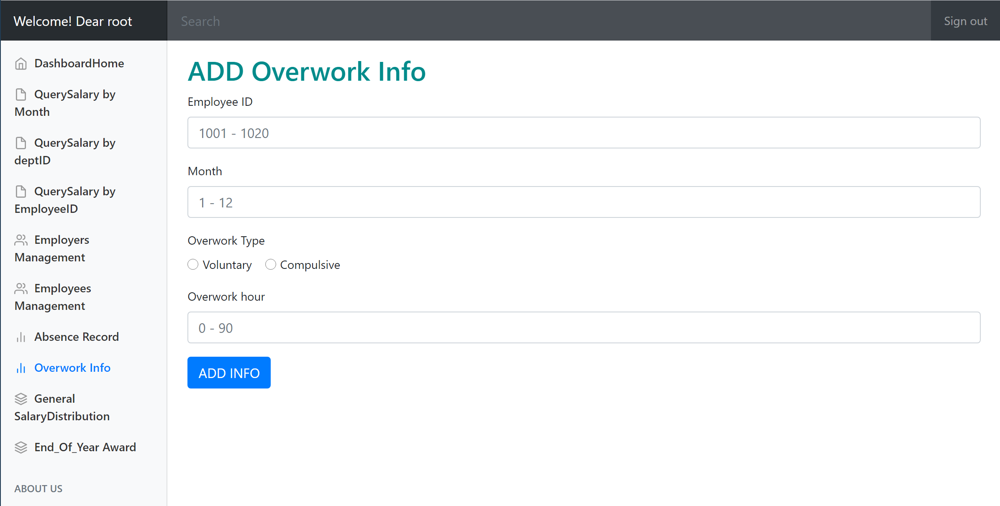 Welcome! Dear root
Search
Sign out
DashboardHome
QuerySalary by
Month
QuerySalary by
deptID
QuerySalary by
EmployeeID
Employers
Management
Employees
Management
Absence Record
Overwork Info
General
SalaryDistribution
End_Of_Year Award
ABOUT US
ADD Overwork Info
Employee ID
1001 - 1020
Month
1 - 12
Overwork Type
Voluntary Compulsive
Overwork hour
0 - 90
ADD INFO